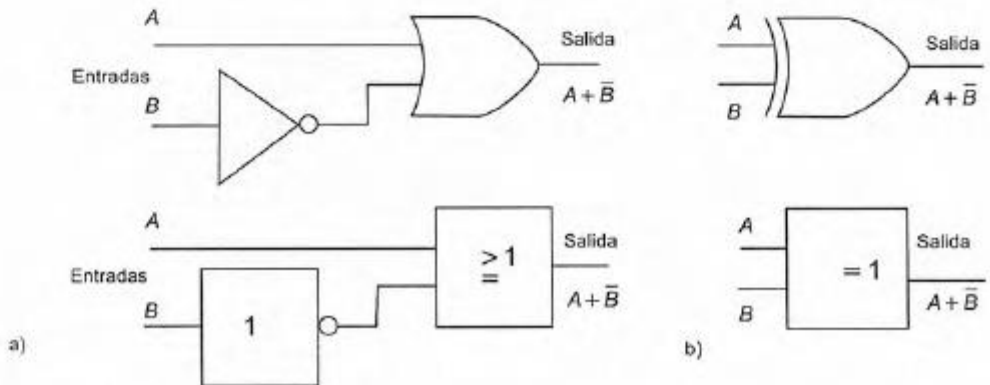 A
Entradas
B
Salida
A + B̅
A
B
Salida
A + B̅
A
Entradas
B
1
≥ 1
Salida
A + B̅
a)
A
B
= 1
Salida
A + B̅
b)